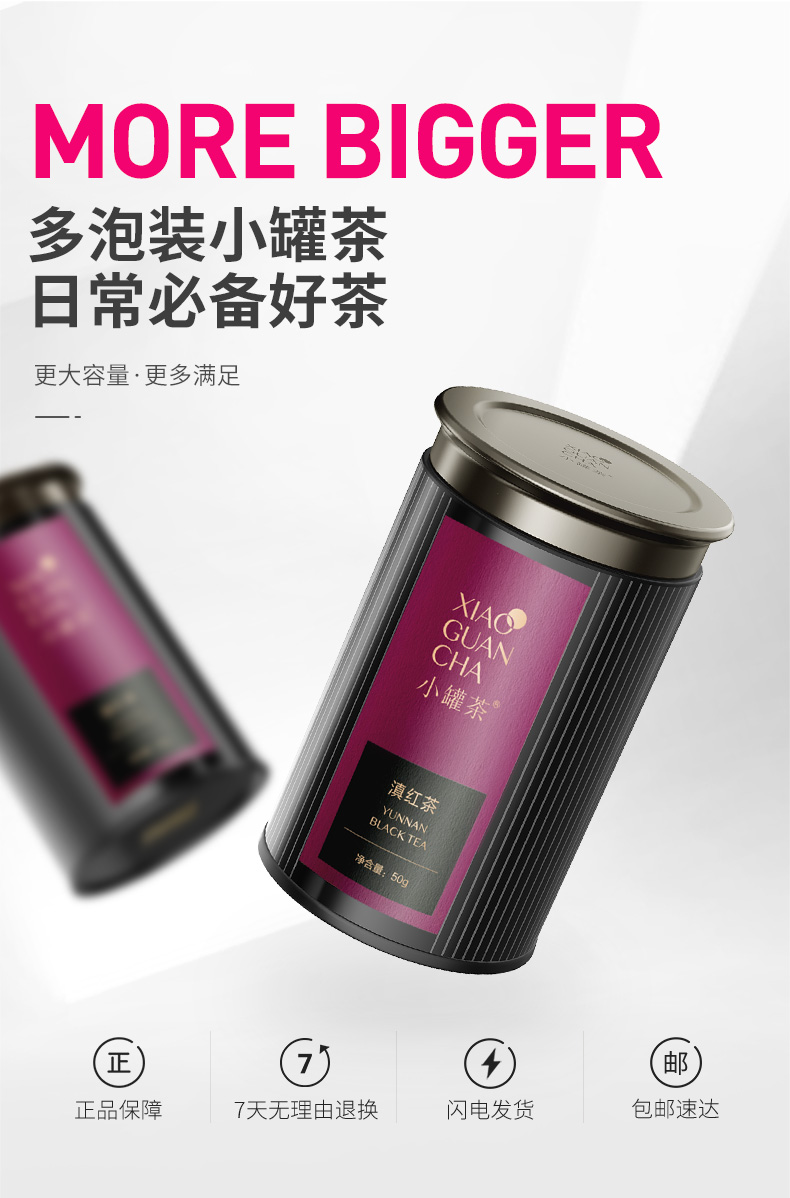 MORE BIGGER
多泡装小罐茶
日常必备好茶
更大容量·更多满足
XIAO
GUAN
CHA
小罐茶®
滇红茶
YUNNAN
BLACK TEA
净含量：50g
正
正品保障
7
7天无理由退换
闪电发货
邮
包邮速达